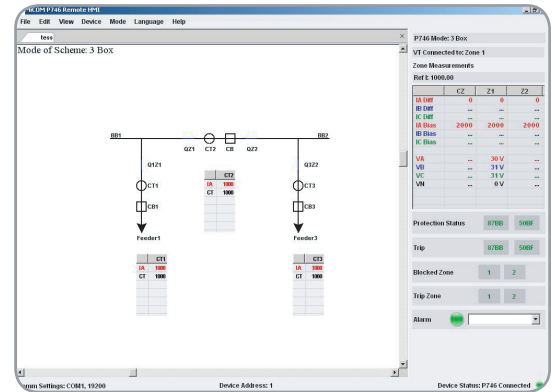 MiCOM P746 Remote HMI
File Edit View Device Mode Language Help
tess
Mode of Scheme: 3 Box
BB1 BB2
QZ1 CT2 CB QZ2
Q1Z1 Q3Z2
CT2
IA 1000
CT 1000
CT1 CT3
CB1 CB3
Feeder1 Feeder3
CT1
IA 1000
CT 1000
CT3
IA 1000
CT 1000
P746 Mode: 3 Box
VT Connected to: Zone 1
Zone Measurements
Ref I: 1000.00
CZ Z1 Z2
IA Diff 0 0 0
IB Diff ... ... ...
IC Diff ... ... ...
IA Bias 2000 2000 2000
IB Bias ... ... ...
IC Bias ... ... ...
VA ... 30 V ...
VB ... 31 V ...
VC ... 31 V ...
VN ... 0 V ...
Protection Status 87BB 50BF
Trip 87BB 50BF
Blocked Zone 1 2
Trip Zone 1 2
Alarm
Comm Settings: COM1, 19200 Device Address: 1 Device Status: P746 Connected